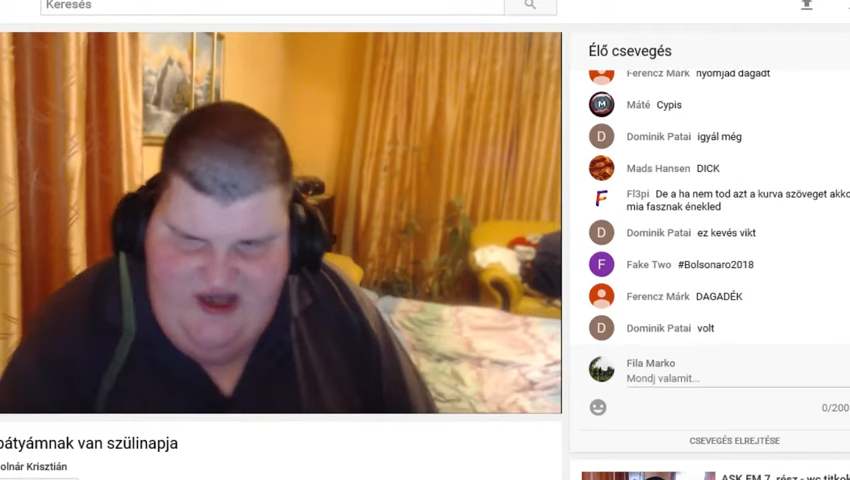 Keresés
Élő csevegés
Ferencz Márk nyomjad dagadt
Máté Cypis
Dominik Patai igyál még
Mads Hansen DICK
Fl3pi De a ha nem tod azt a kurva szöveget akko
mia fasznak énekled
Dominik Patai ez kevés vikt
Fake Two #Bolsonaro2018
Ferencz Márk DAGADÉK
Dominik Patai volt
Fila Marko
Mondj valamit...
0/200
CSEVEGÉS ELREJTÉSE
bátyámnak van szülinapja
olnár Krisztián
ASK.FM 7. rész - wc titkok